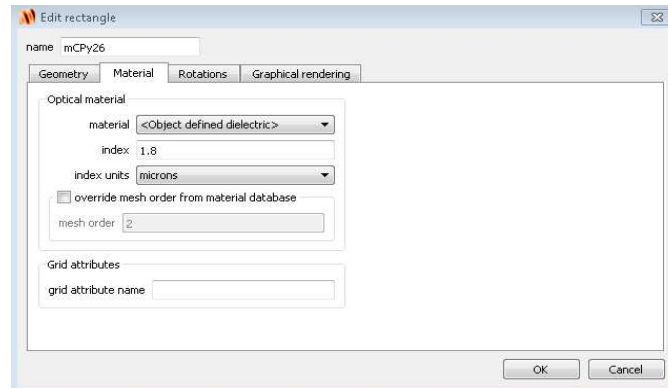 Edit rectangle
name mCPy26
Geometry Material Rotations Graphical rendering
Optical material
material <Object defined dielectric>
index 1.8
index units microns
override mesh order from material database
mesh order 2
Grid attributes
grid attribute name
OK Cancel